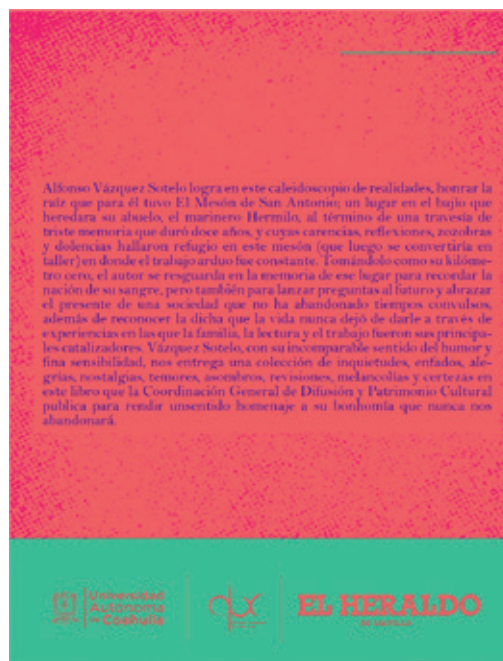 Alfonso Vázquez Sotelo logra en este caleidoscopio de realidades, honrar la
raíz que para él tuvo El Mesón de San Antonio; un lugar en el bajío que
heredara su abuelo, el marinero Hermilo, al término de una travesía de
triste memoria que duró doce años, y cuyas carencias, reflexiones, zozobras
y dolencias hallaron refugio en este mesón (que luego se convertiría en
taller) en donde el trabajo arduo fue constante. Tomándolo como su kilóme-
tro cero, el autor se resguarda en la memoria de ese lugar para recordar la
nación de su sangre, pero también para lanzar preguntas al futuro y abrazar
el presente de una sociedad que no ha abandonado tiempos convulsos,
además de reconocer la dicha que la vida nunca dejó de darle a través de
experiencias en las que la familia, la lectura y el trabajo fueron sus principa-
les catalizadores. Vázquez Sotelo, con su incomparable sentido del humor y
fina sensibilidad, nos entrega una colección de inquietudes, enfados, ale-
grías, nostalgias, temores, asombros, revisiones, melancolías y certezas en
este libro que la Coordinación General de Difusión y Patrimonio Cultural
publica para rendir unsentido homenaje a su bonhomía que nunca nos
abandonará.
Universidad
Autónoma
de Coahuila
EL HERALDO